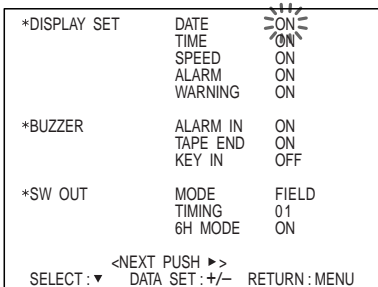 *DISPLAY SET DATE ON
TIME ON
SPEED ON
ALARM ON
WARNING ON
*BUZZER ALARM IN ON
TAPE END ON
KEY IN OFF
*SW OUT MODE FIELD
TIMING 01
6H MODE ON
<NEXT PUSH ►>
SELECT : ▼ DATA SET : +/– RETURN : MENU